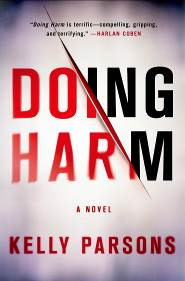 "Doing Harm is terrific—compelling, gripping,
and terrifying." —HARLAN COBEN
DOING
HARM
A NOVEL
KELLY PARSONS